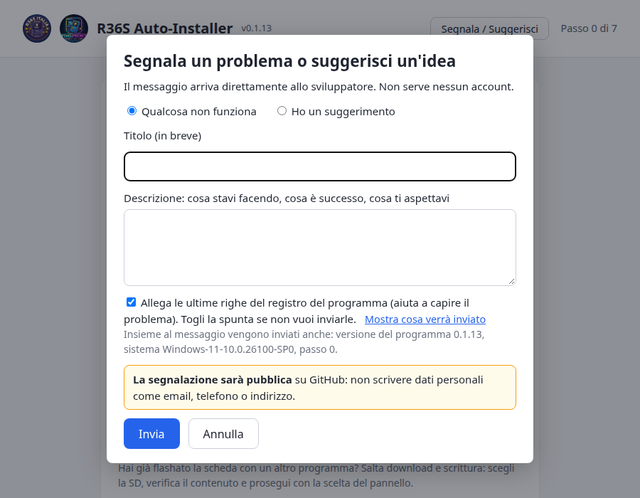 R36S Auto-Installer v0.1.13 Segnala / Suggerisci Passo 0 di 7
Segnala un problema o suggerisci un'idea
Il messaggio arriva direttamente allo sviluppatore. Non serve nessun account.
Qualcosa non funziona Ho un suggerimento
Titolo (in breve)
Descrizione: cosa stavi facendo, cosa è successo, cosa ti aspettavi
Allega le ultime righe del registro del programma (aiuta a capire il
problema). Togli la spunta se non vuoi inviarle. Mostra cosa verrà inviato
Insieme al messaggio vengono inviati anche: versione del programma 0.1.13,
sistema Windows-11-10.0.26100-SP0, passo 0.
La segnalazione sarà pubblica su GitHub: non scrivere dati personali
come email, telefono o indirizzo.
Invia Annulla
Hai già flashato la scheda con un altro programma? Salta download e scrittura: scegli
la SD, verifica il contenuto e prosegui con la scelta del pannello.